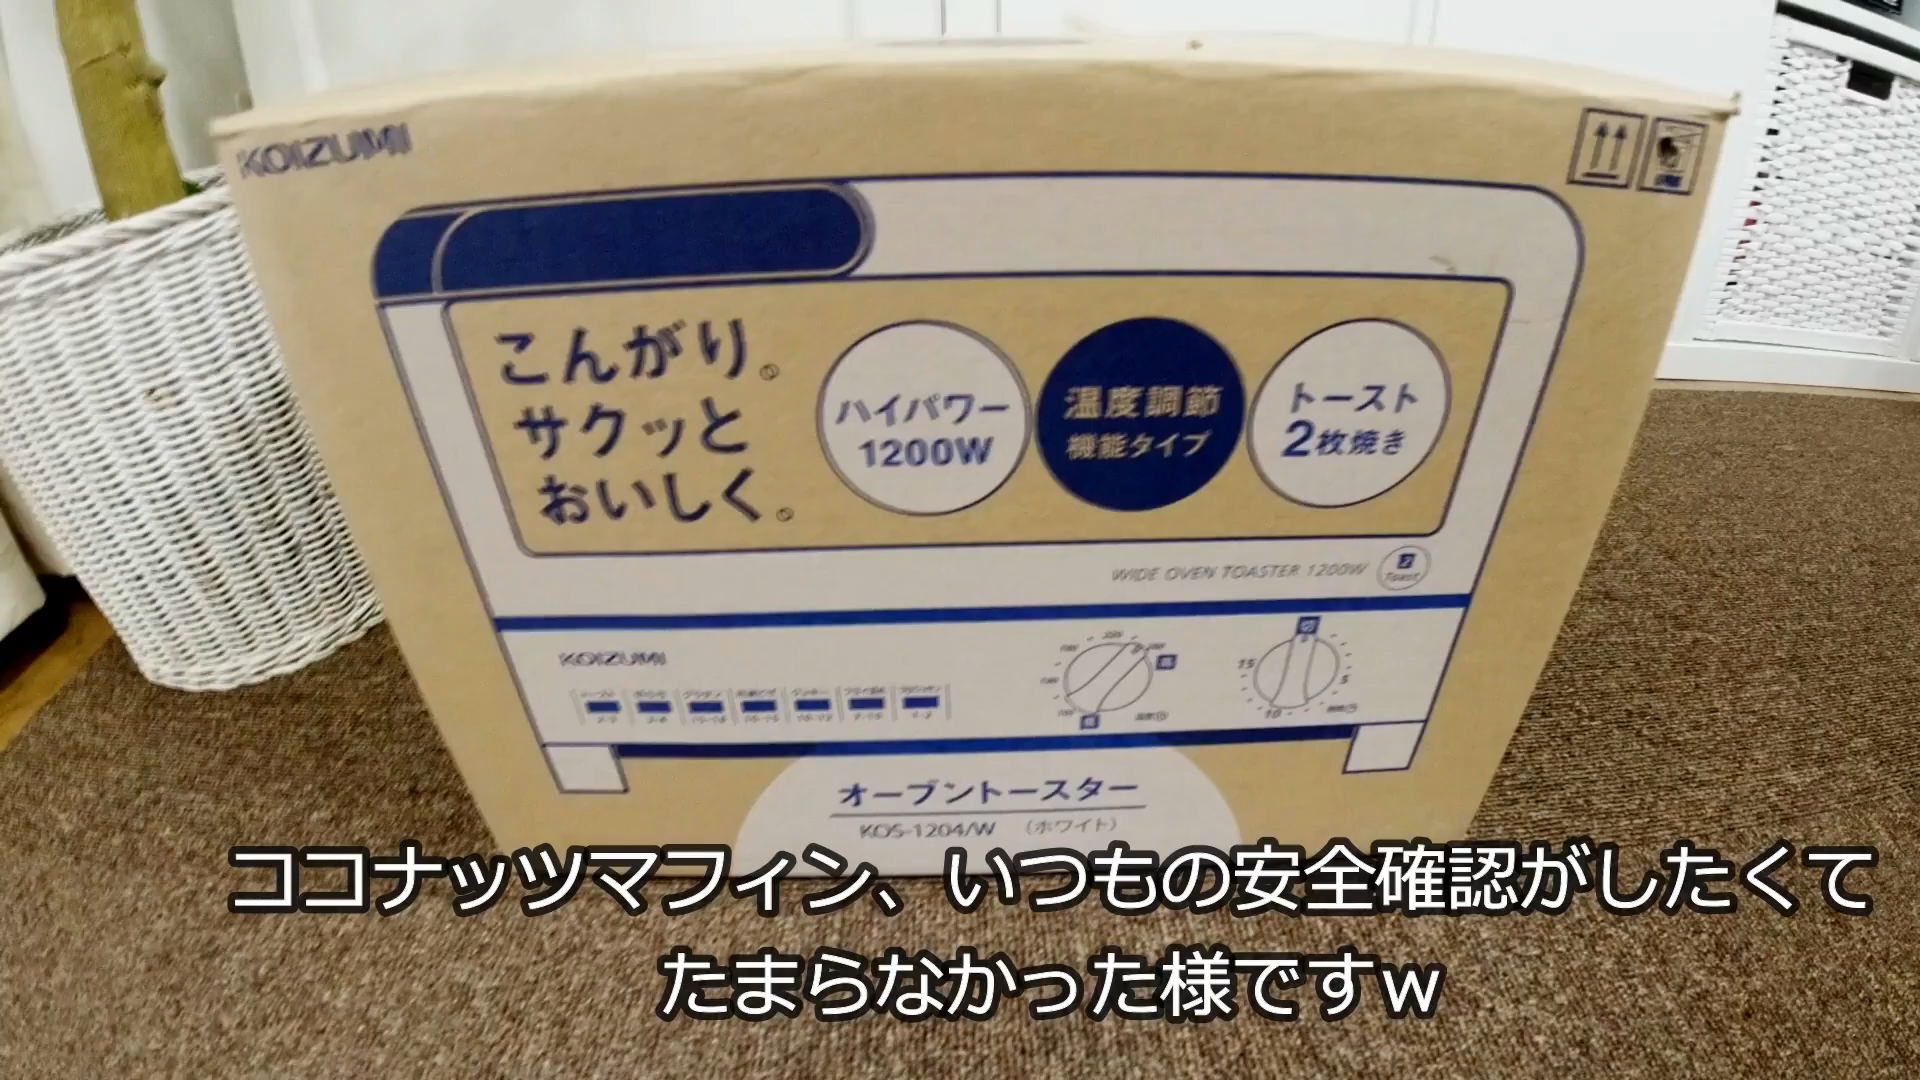 KOIZUMI
こんがり。
サクッと
おいしく。
ハイパワー
1200W
温度調節
機能タイプ
トースト
2枚焼き
WIDE OVEN TOASTER 1200W
2
Toast
KOIZUMI
切
15
5
10
オーブントースター
KOS-1204/W （ホワイト）
ココナッツマフィン、いつもの安全確認がしたくて
たまらなかった様ですw